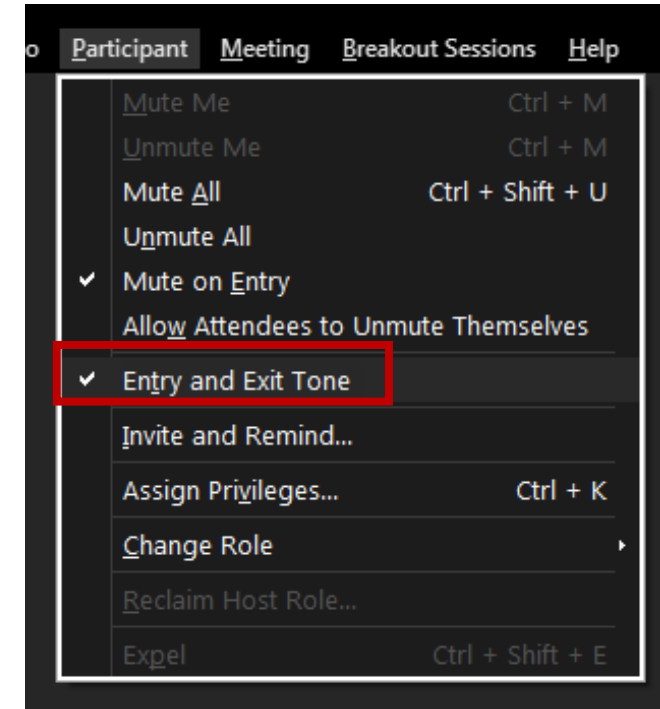 o Participant Meeting Breakout Sessions Help
Mute Me Ctrl + M
Unmute Me Ctrl + M
Mute All Ctrl + Shift + U
Unmute All
Mute on Entry
Allow Attendees to Unmute Themselves
Entry and Exit Tone
Invite and Remind...
Assign Privileges... Ctrl + K
Change Role
Reclaim Host Role...
Expel Ctrl + Shift + E